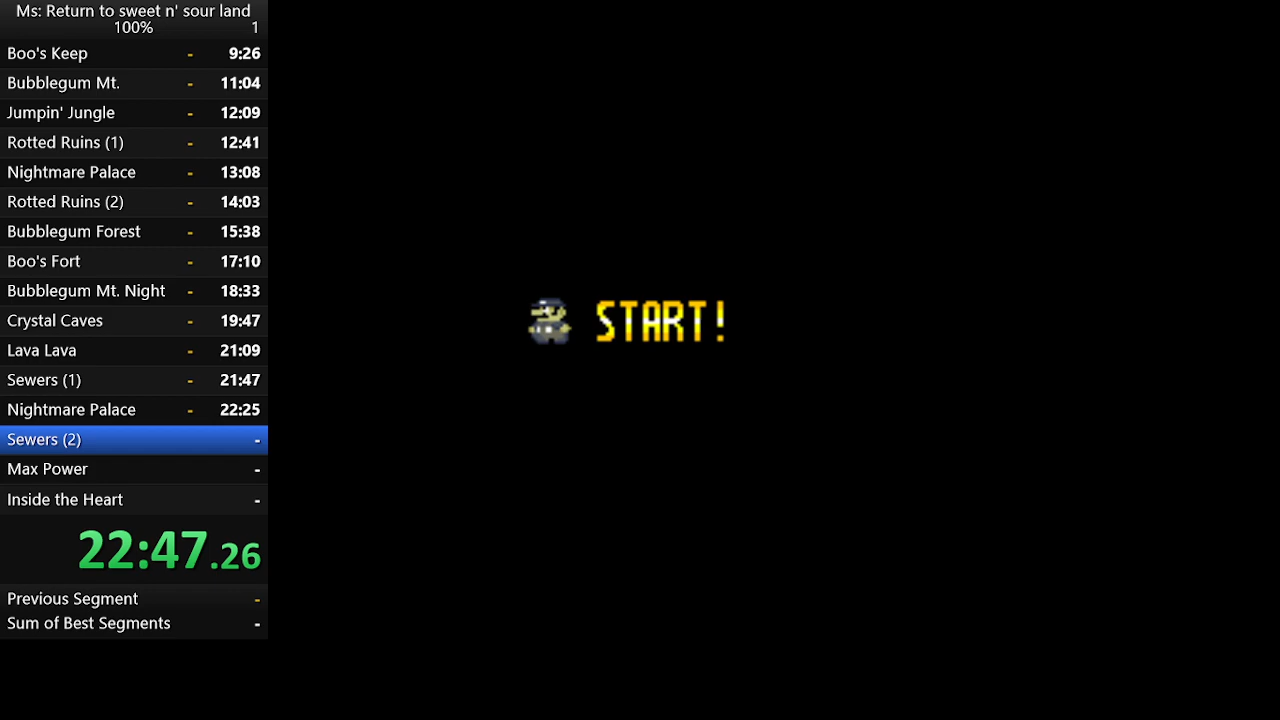 Ms: Return to sweet n' sour land
100% 1
Boo's Keep - 9:26
Bubblegum Mt. - 11:04
Jumpin' Jungle - 12:09
Rotted Ruins (1) - 12:41
Nightmare Palace - 13:08
Rotted Ruins (2) - 14:03
Bubblegum Forest - 15:38
Boo's Fort - 17:10
Bubblegum Mt. Night - 18:33
Crystal Caves - 19:47
Lava Lava - 21:09
Sewers (1) - 21:47
Nightmare Palace - 22:25
Sewers (2) -
Max Power -
Inside the Heart -
22:47.26
Previous Segment -
Sum of Best Segments -
START!